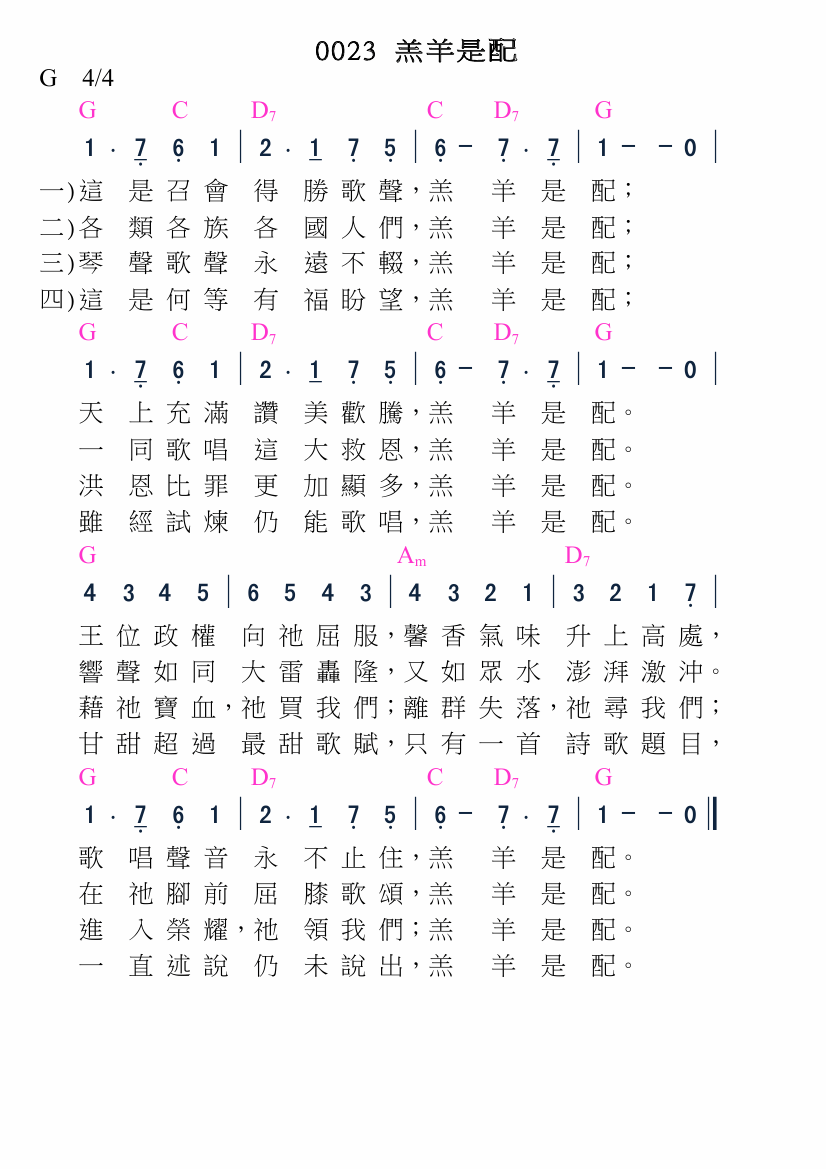 0023 羔羊是配
G 4/4
G C D7 C D7 G
1 · 7 6 1 | 2 · 1 7 5 | 6 – 7 · 7 | 1 – – 0 |
一)這是召會得勝歌聲,羔羊是配;
二)各類各族各國人們,羔羊是配;
三)琴聲歌聲永遠不輟,羔羊是配;
四)這是何等有福盼望,羔羊是配;
G C D7 C D7 G
1 · 7 6 1 | 2 · 1 7 5 | 6 – 7 · 7 | 1 – – 0 |
天上充滿讚美歡騰,羔羊是配。
一同歌唱這大救恩,羔羊是配。
洪恩比罪更加顯多,羔羊是配。
雖經試煉仍能歌唱,羔羊是配。
G Am D7
4 3 4 5 | 6 5 4 3 | 4 3 2 1 | 3 2 1 7 |
王位政權向祂屈服,馨香氣味升上高處,
響聲如同大雷轟隆,又如眾水澎湃激沖。
藉祂寶血,祂買我們;離群失落,祂尋我們;
甘甜超過最甜歌賦,只有一首詩歌題目,
G C D7 C D7 G
1 · 7 6 1 | 2 · 1 7 5 | 6 – 7 · 7 | 1 – – 0 ‖
歌唱聲音永不止住,羔羊是配。
在祂腳前屈膝歌頌,羔羊是配。
進入榮耀,祂領我們;羔羊是配。
一直述說仍未說出,羔羊是配。